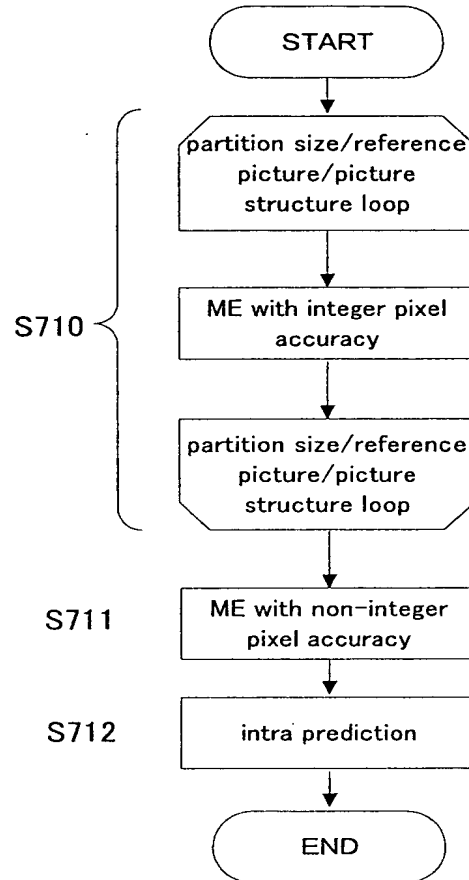 START
partition size/reference
picture/picture
structure loop
S710
ME with integer pixel
accuracy
partition size/reference
picture/picture
structure loop
S711
ME with non-integer
pixel accuracy
S712
intra prediction
END